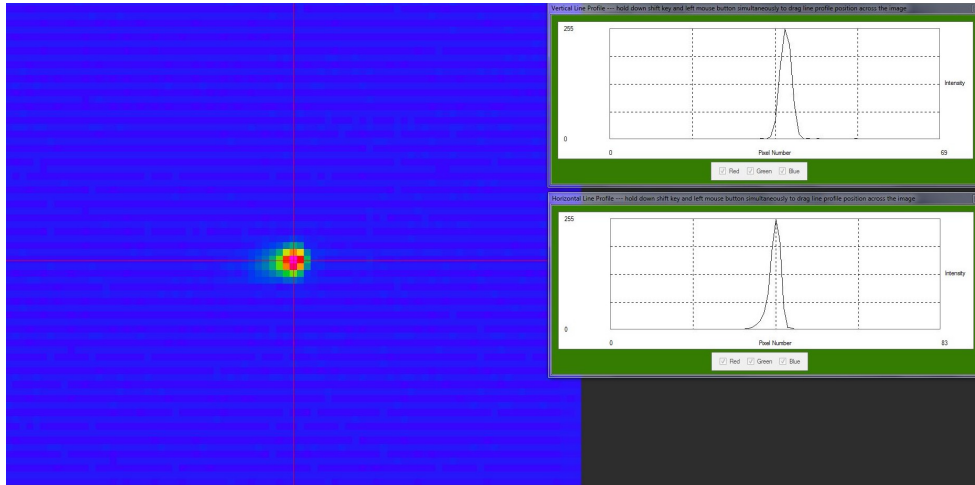 Vertical Line Profile --- hold down shift key and left mouse button simultaneously to drag line profile position across the image
255
Intensity
0
0
Pixel Number
69
Red Green Blue
Horizontal Line Profile --- hold down shift key and left mouse button simultaneously to drag line profile position across the image
255
Intensity
0
0
Pixel Number
83
Red Green Blue